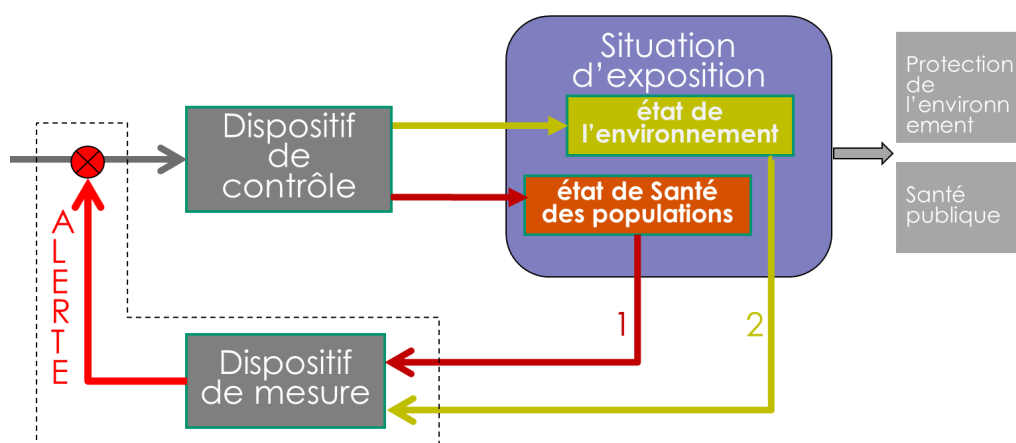 Situation
d’exposition
Protection
de
l’environn
ement
état de
l’environnement
Dispositif
de
contrôle
état de Santé
des populations
Santé
publique
A
L
E
R
T
E
1
2
Dispositif
de mesure